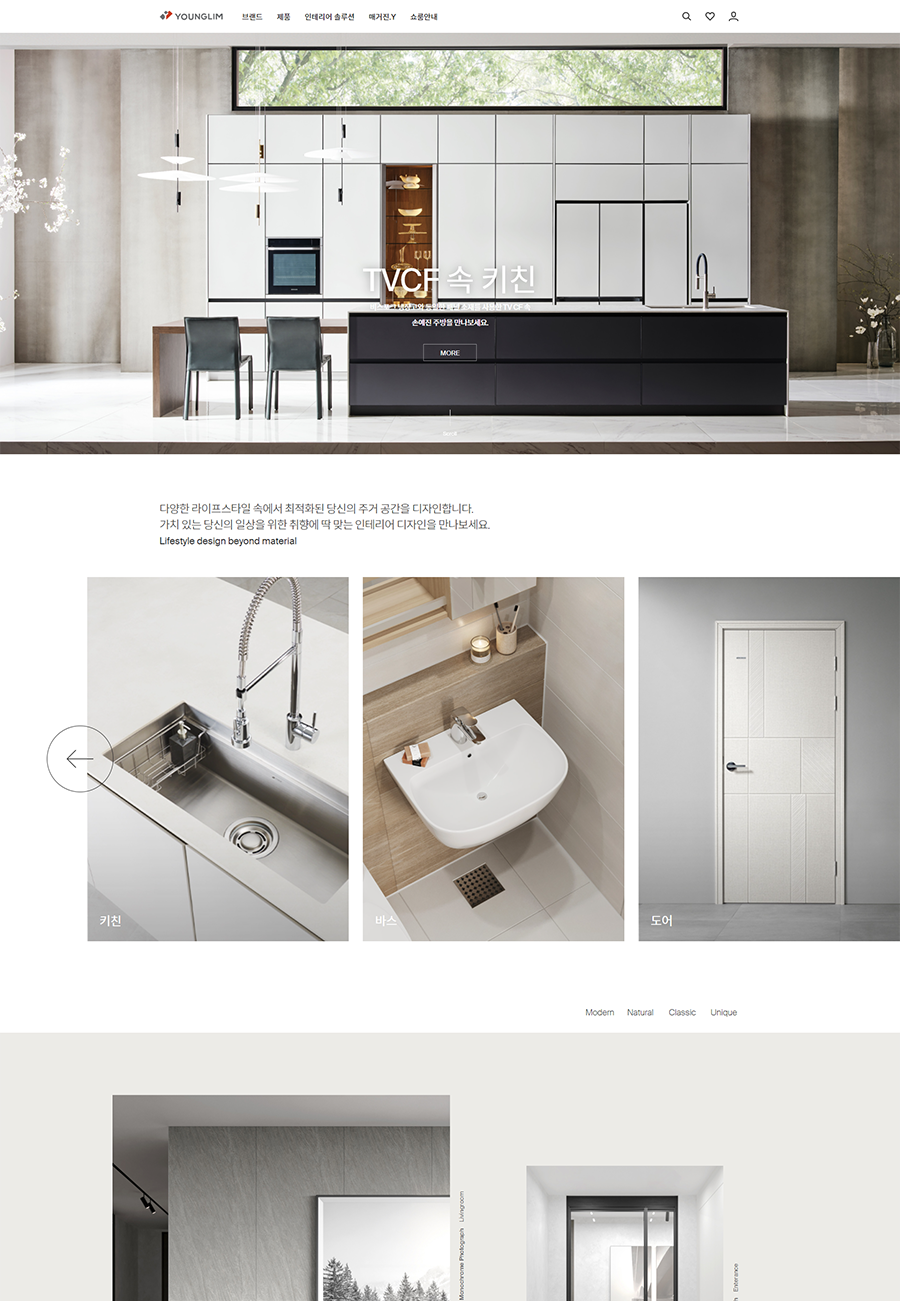 YOUNGLIM
브랜드 제품 인테리어 솔루션 매거진.Y 쇼룸안내
TVCF 속 키친
TV CF 속
손예진 주방을 만나보세요.
MORE
다양한 라이프스타일 속에서 최적화된 당신의 주거 공간을 디자인합니다.
가치 있는 당신의 일상을 위한 취향에 딱 맞는 인테리어 디자인을 만나보세요.
Lifestyle design beyond material
키친
바스
도어
Modern Natural Classic Unique
Monochrome Photograph Livingroom
Enterance